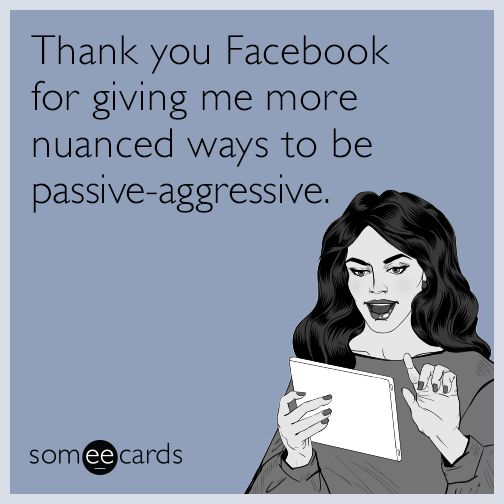 Thank you Facebook
for giving me more
nuanced ways to be
passive-aggressive.
someecards